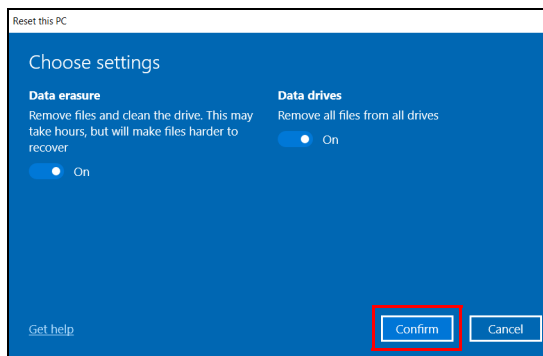 Reset this PC
Choose settings
Data erasure
Remove files and clean the drive. This may
take hours, but will make files harder to
recover
On
Data drives
Remove all files from all drives
On
Get help
Confirm
Cancel